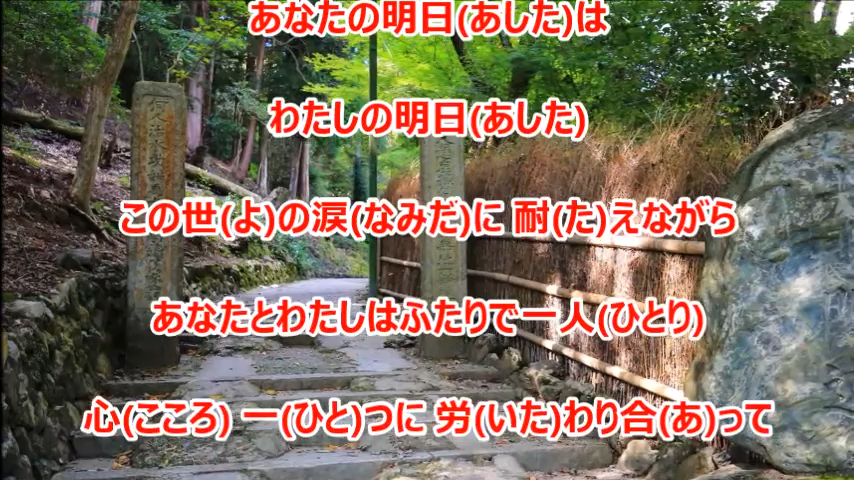 あなたの明日(あした)は
わたしの明日(あした)
この世(よ)の涙(なみだ)に 耐(た)えながら
あなたとわたしはふたりで一人(ひとり)
心(こころ) 一(ひと)つに 労(いた)わり合(あ)って